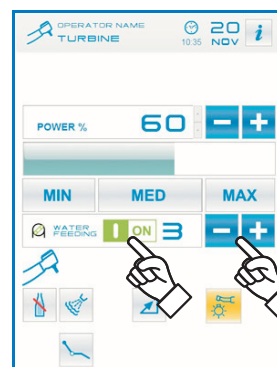 OPERATOR NAME
TURBINE
10:35
20
NOV
i
POWER %
60
MIN MED MAX
WATER
FEEDING
I ON 3